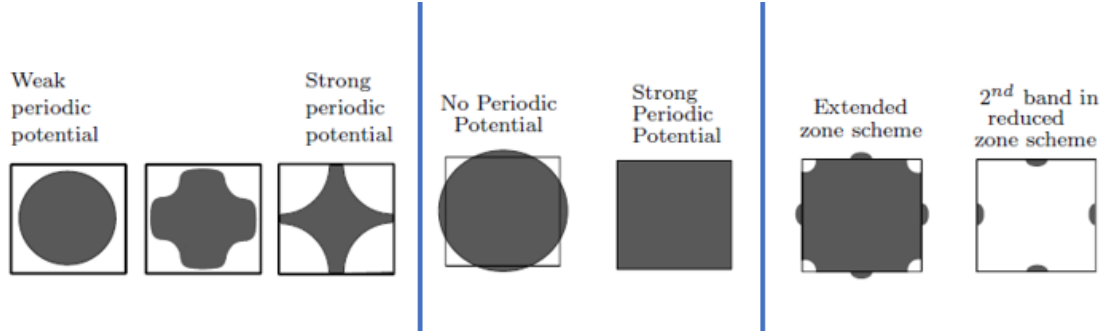 Weak
periodic
potential
Strong
periodic
potential
No Periodic
Potential
Strong
Periodic
Potential
Extended
zone scheme
2nd band in
reduced
zone scheme